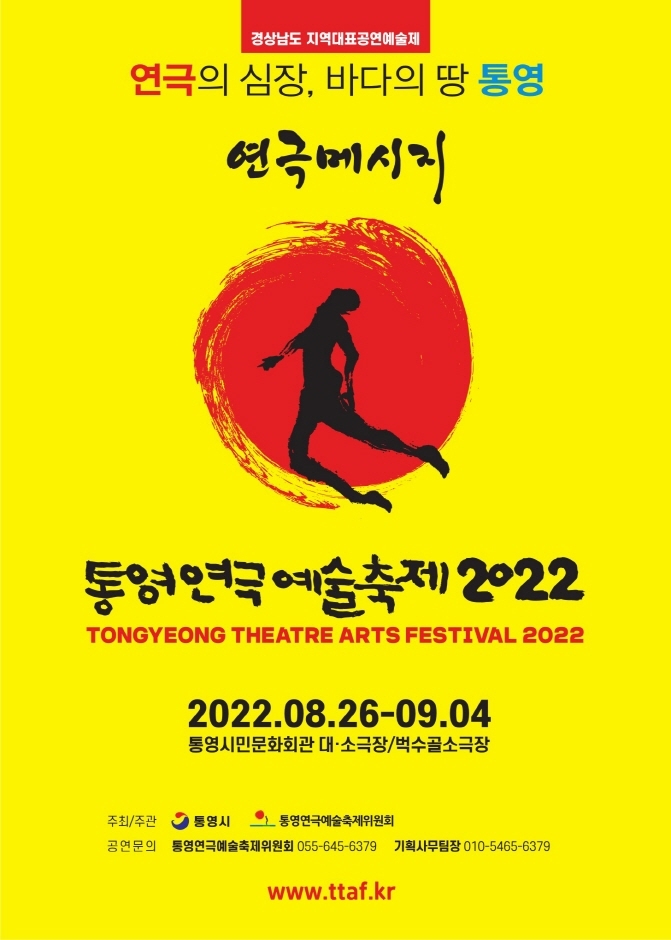 경상남도 지역대표공연예술제
연극의 심장, 바다의 땅 통영
연극메시지
통영연극예술축제 2022
TONGYEONG THEATRE ARTS FESTIVAL 2022
2022.08.26-09.04
통영시민문화회관 대·소극장/벅수골소극장
주최/주관 통영시 통영연극예술축제위원회
공연문의 통영연극예술축제위원회 055-645-6379 기획사무팀장 010-5465-6379
www.ttaf.kr